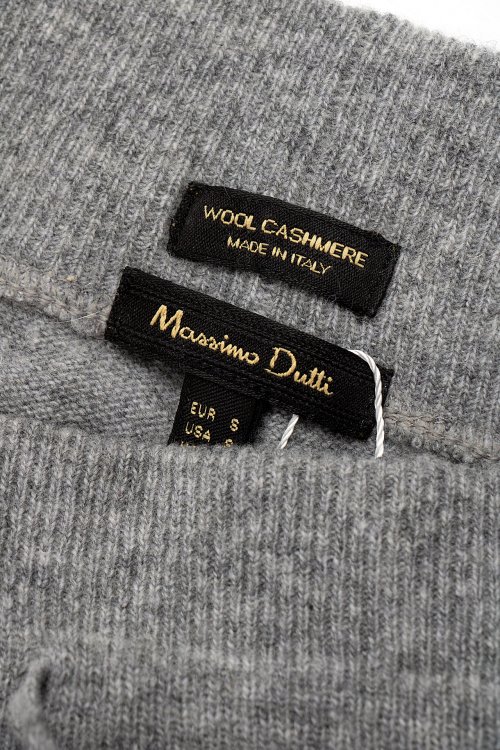 WOOL CASHMERE
MADE IN ITALY
Massimo Dutti
EUR S
USA S